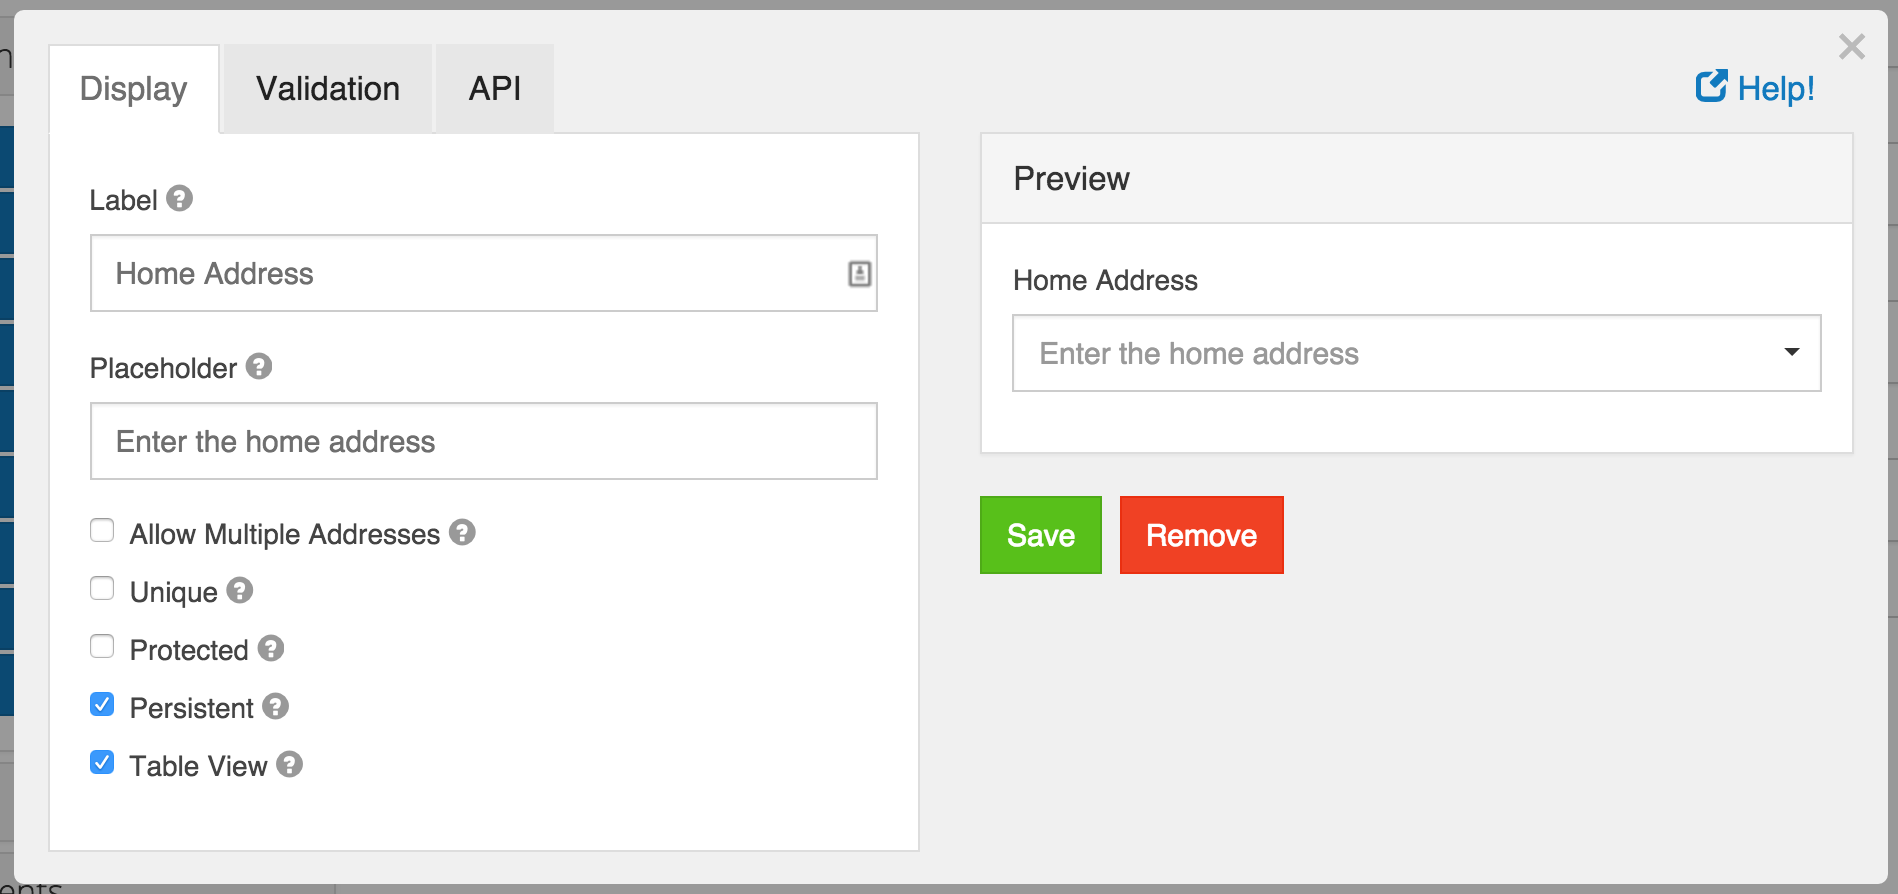 Display
Validation
API
Help!
Label
Home Address
Placeholder
Enter the home address
Allow Multiple Addresses
Unique
Protected
Persistent
Table View
Preview
Home Address
Enter the home address
Save
Remove